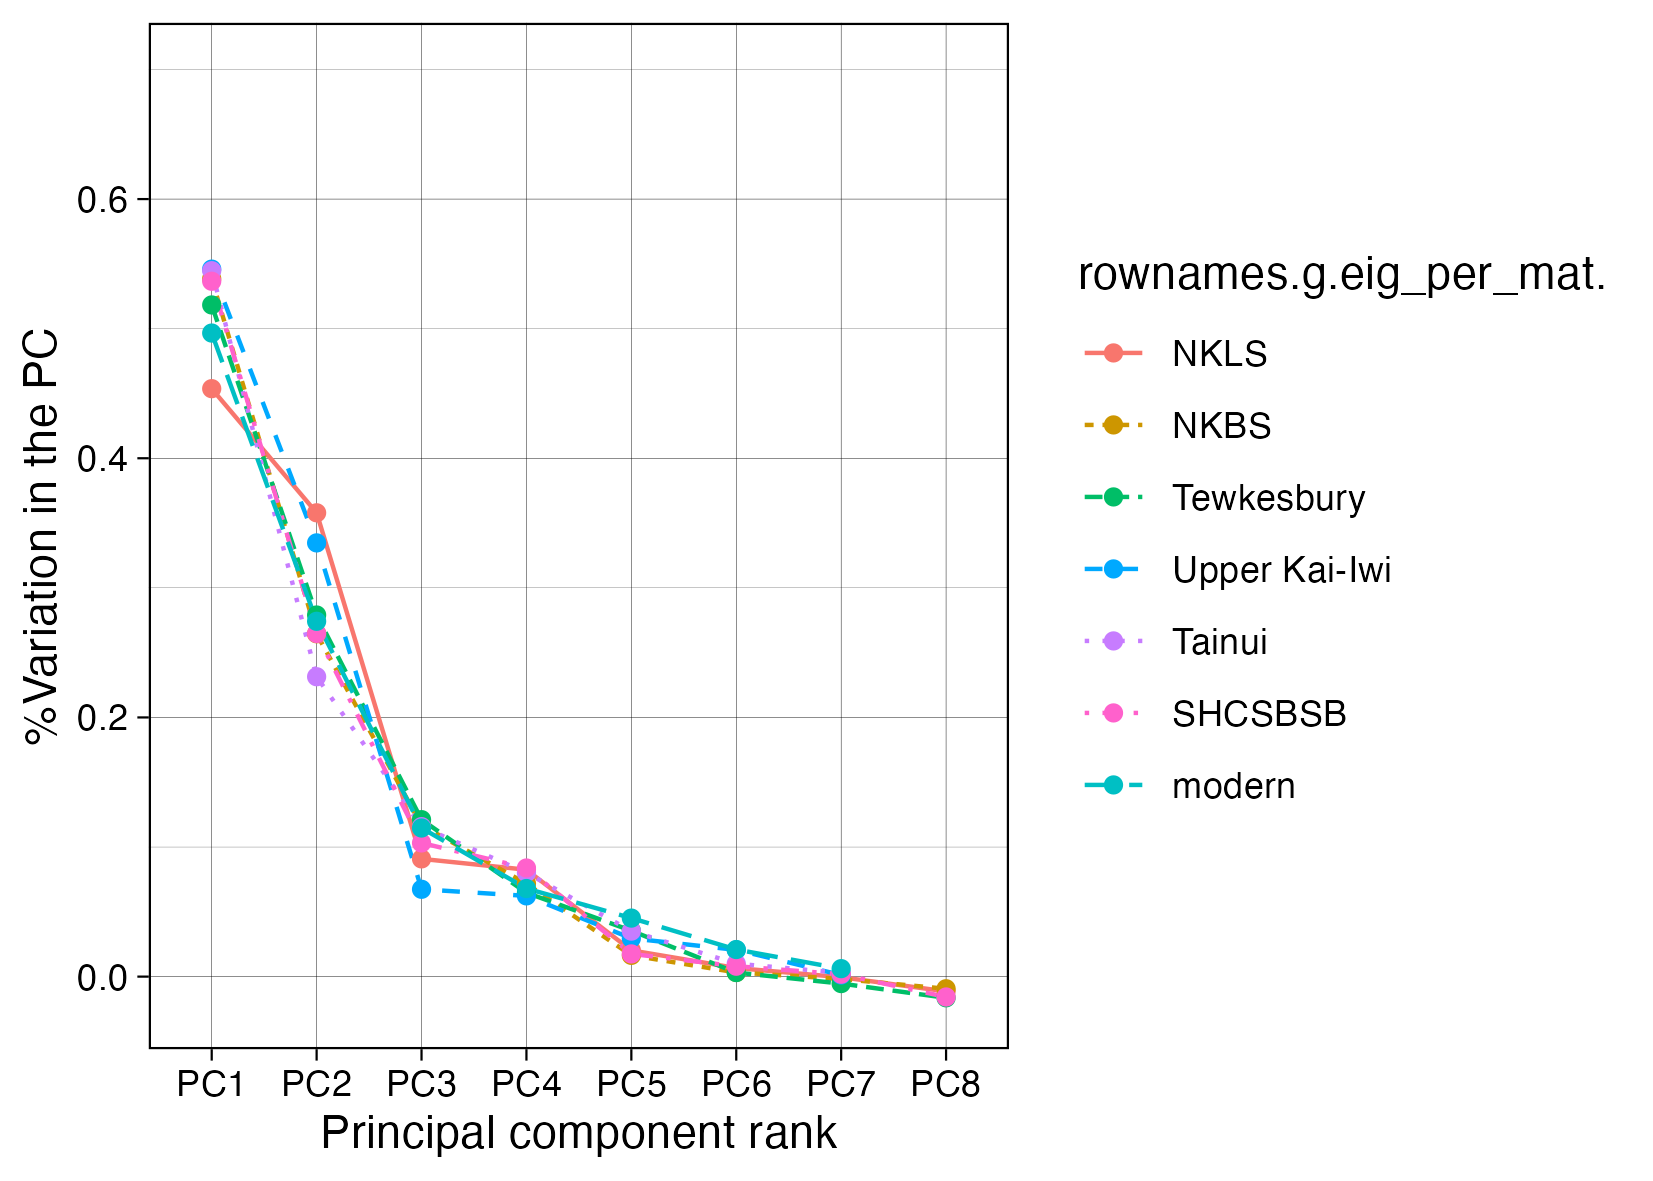 % Variation in the PC
0.6
0.4
0.2
0.0
PC1 PC2 PC3 PC4 PC5 PC6 PC7 PC8
Principal component rank
rownames.g.eig_per_mat.
NKLS
NKBS
Tewkesbury
Upper Kai-Iwi
Tainui
SHCSBSB
modern